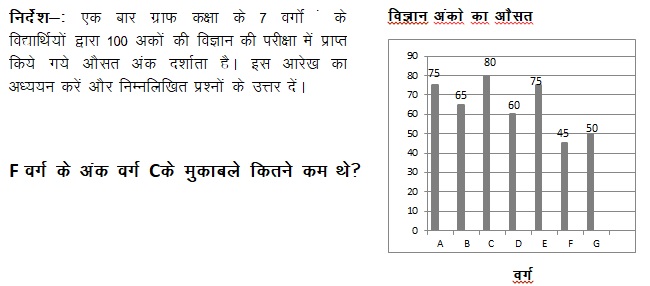 निर्देश–: एक बार ग्राफ कक्षा के 7 वर्गो ं के
विद्यार्थियों द्वारा 100 अकों की विज्ञान की परीक्षा में प्राप्त
किये गये औसत अंक दर्शाता है। इस आरेख का
अध्ययन करें और निम्नलिखित प्रश्नों के उत्तर दें।
F वर्ग के अंक वर्ग Cके मुकाबले कितने कम थे?
विज्ञान अंको का औसत
90
80
70
60
50
40
30
20
10
0
75
65
80
60
75
45
50
A B C D E F G
वर्ग